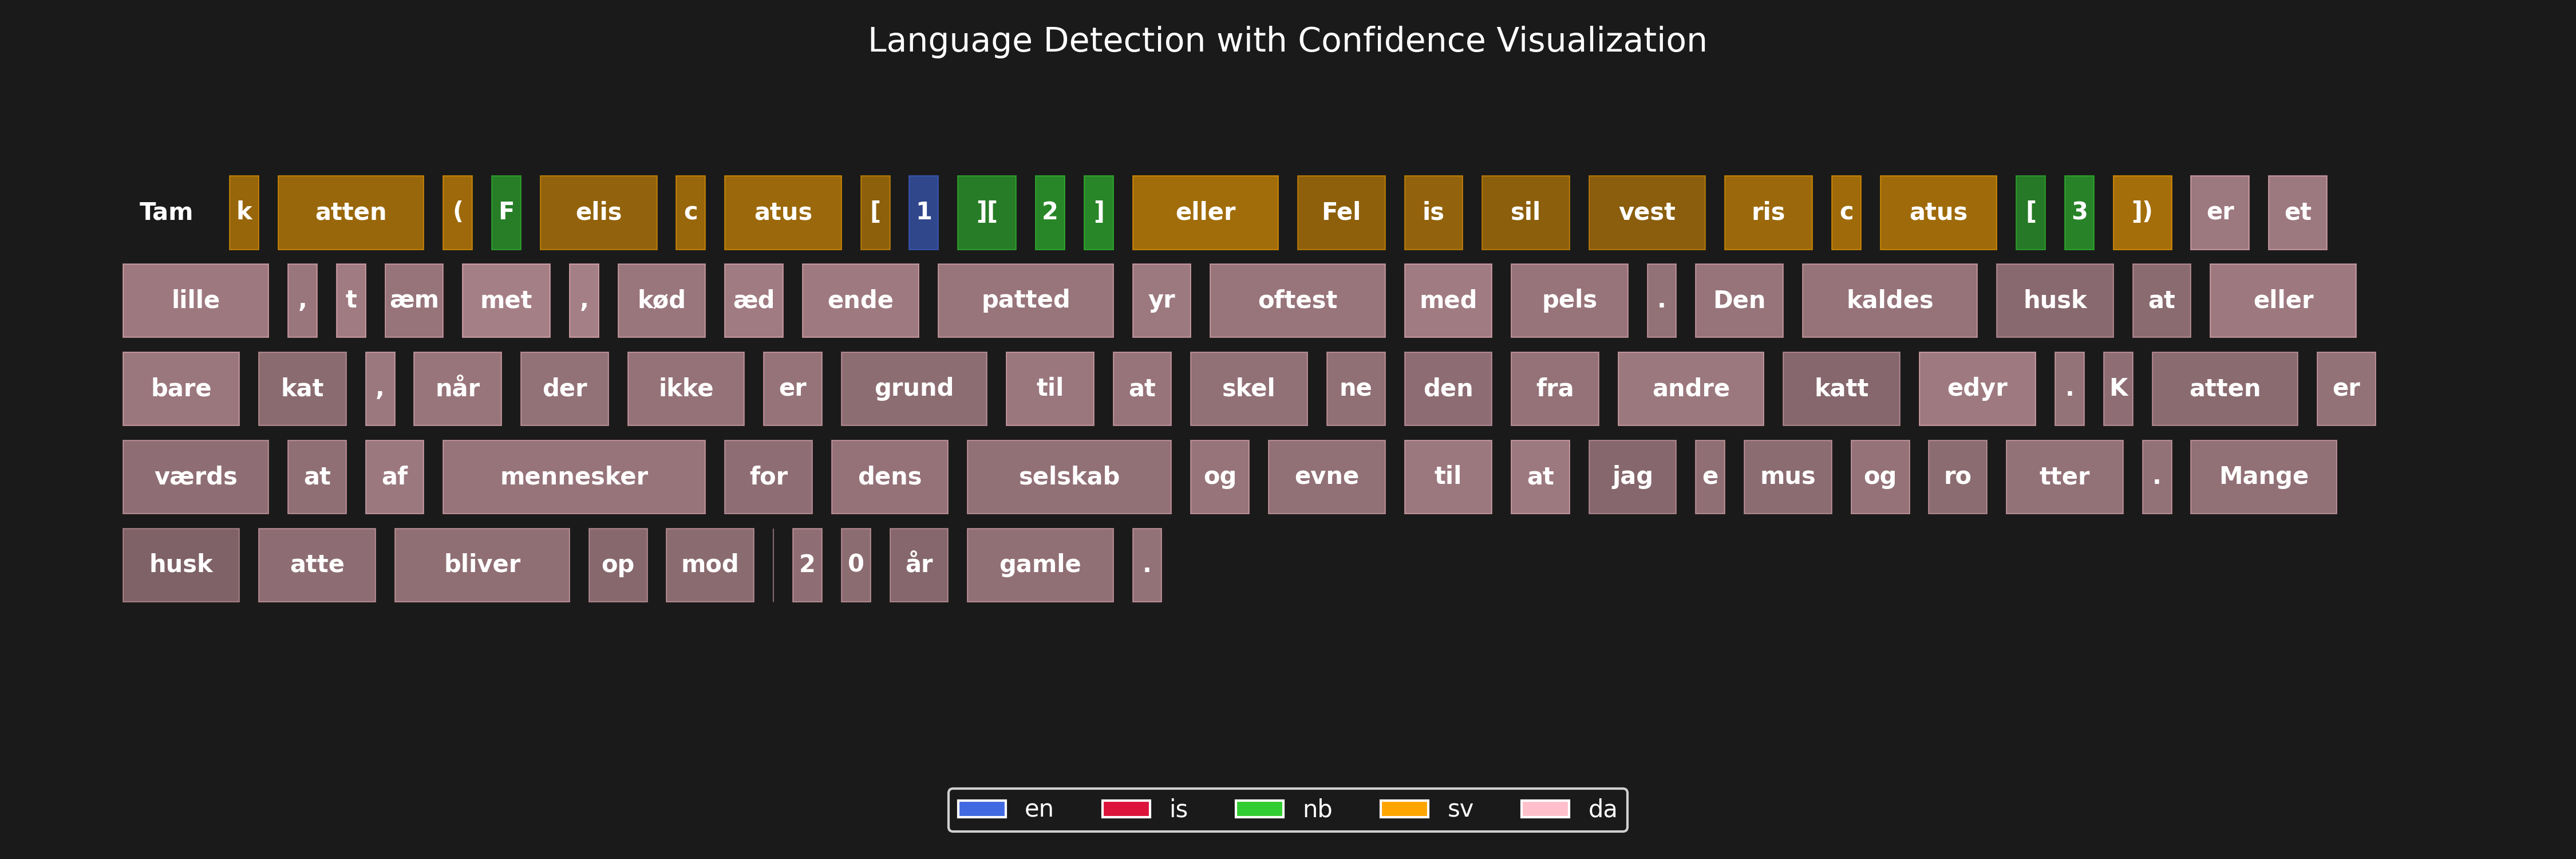 Language Detection with Confidence Visualization
Tam k atten ( F elis c atus [ 1 ][ 2 ] eller Fel is sil vest ris c atus [ 3 ]) er et
lille , t æm met , kød æd ende patted yr oftest med pels . Den kaldes husk at eller
bare kat , når der ikke er grund til at skel ne den fra andre katt edyr . K atten er
værds at af mennesker for dens selskab og evne til at jag e mus og ro tter . Mange
husk atte bliver op mod 2 0 år gamle .
en is nb sv da